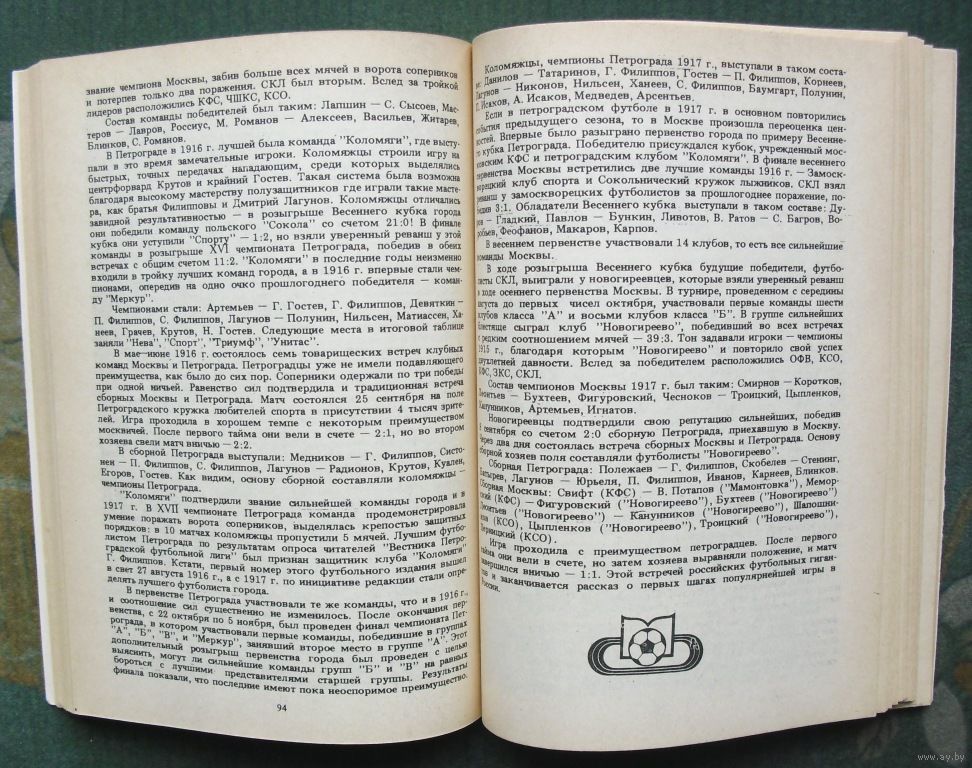 звание чемпиона Москвы, забив больше всех мячей в ворота соперников
и потерпев только два поражения. СКЛ был вторым. Вслед за тройкой
лидеров расположились КФС, ЧШКС, КСО.
Состав команды победителей был таким: Лапшин — С. Сысоев, Мас-
теров — Лавров, Россиус, М. Романов — Алексеев, Васильев, Житарев,
Блинков, С. Романов.
В Петрограде в 1916 г. лучшей была команда "Коломяги", где высту-
пали в это время замечательные игроки. Коломяжцы строили игру на
быстрых, точных передачах нападающим, среди которых выделялись
центрфорвард Крутов и крайний Гостев. Такая система была возможна
благодаря высокому мастерству полузащитников где играли такие масте-
ра, как братья Филипповы и Дмитрий Лагунов. Коломяжцы отличались
завидной результативностью — в розыгрыше Весеннего кубка города
они победили команду польского "Сокола" со счетом 21:0! В финале
кубка они уступили "Спорту" — 1:2, но взяли уверенный реванш у этой
команды в розыгрыше XVI чемпионата Петрограда, победив в обеих
встречах с общим счетом 11:2. "Коломяги" в последние годы неизменно
входили в тройку лучших команд города, а в 1916 г. впервые стали чем-
пионами, опередив на одно очко прошлогоднего победителя — коман-
ду "Меркур".
Чемпионами стали: Артемьев — Г. Гостев, Г. Филиппов, Девяткин —
П. Филиппов, С. Филиппов, Лагунов — Полунин, Нильсен, Матиассен, Ха-
неев, Грачев, Крутов, Н. Гостев. Следующие места в итоговой таблице
заняли "Нева", "Спорт", "Триумф", "Унитас".
В мае–июне 1916 г. состоялось семь товарищеских встреч клубных
команд Москвы и Петрограда. Петроградцы уже не имели подавляющего
преимущества, как было до сих пор. Соперники одержали по три победы
при одной ничьей. Равенство сил подтвердила и традиционная встреча
сборных Москвы и Петрограда. Матч состоялся 25 сентября на поле
Петроградского кружка любителей спорта в присутствии 4 тысяч зрите-
лей. Игра проходила в хорошем темпе с некоторым преимуществом
москвичей. После первого тайма они вели в счете — 2:1, но во втором
хозяева свели матч вничью — 2:2.
В сборной Петрограда выступали: Медников — Г. Филиппов, Систо-
нен — П. Филиппов, С. Филиппов, Лагунов — Радионов, Крутов, Куален,
Егоров, Гостев. Как видим, основу сборной составляли коломяжцы —
чемпионы Петрограда.
"Коломяги" подтвердили звание сильнейшей команды города и в
1917 г. В XVII чемпионате Петрограда команда продемонстрировала
умение поражать ворота соперников, выделялась крепостью защитных
порядков: в 10 матчах коломяжцы пропустили 5 мячей. Лучшим футбо-
листом Петрограда по результатам опроса читателей "Вестника Петро-
градской футбольной лиги" был признан защитник клуба "Коломяги"
Г. Филиппов. Кстати, первый номер этого футбольного издания вышел
в свет 27 августа 1916 г., а с 1917 г. по инициативе редакции стали опре-
делять лучшего футболиста города.
В первенстве Петрограда участвовали те же команды, что и в 1916 г.,
и соотношение сил существенно не изменилось. После окончания пер-
венства, с 22 октября по 5 ноября, был проведен финал чемпионата Пет-
рограда, в котором участвовали первые команды, победившие в группах
"А", "Б", "В", и "Меркур", занявший второе место в группе "А". Этот
дополнительный розыгрыш первенства города был проведен с целью
выяснить, могут ли сильнейшие команды групп "Б" и "В" на равных
бороться с лучшими представителями старшей группы. Результаты
финала показали, что последние имеют пока неоспоримое преимущество.
94
Коломяжцы, чемпионы Петрограда 1917 г., выступали в таком соста-
ве: Данилов — Татаринов, Г. Филиппов, Гостев — П. Филиппов, Корнеев,
Лагунов — Никонов, Нильсен, Ханеев, С. Филиппов, Баумгарт, Полунин,
П. Исаков, А. Исаков, Медведев, Арсентьев.
Если в петроградском футболе в 1917 г. в основном повторились
события предыдущего сезона, то в Москве произошла переоценка цен-
ностей. Впервые было разыграно первенство города по примеру Весенне-
го кубка Петрограда. Победителю присуждался кубок, учрежденный мос-
ковским КФС и петроградским клубом "Коломяги". В финале весеннего
первенства Москвы встретились две лучшие команды 1916 г. — Замоск-
ворецкий клуб спорта и Сокольнический кружок лыжников, СКЛ взял
реванш у замоскворецких футболистов за прошлогоднее поражение, по-
бедив 3:1. Обладатели Весеннего кубка выступали в таком составе: Ду-
ров — Гладкий, Павлов — Бункин, Ливотов, В. Ратов — С. Багров, Во-
робьев, Феофанов, Макаров, Карпов.
В весеннем первенстве участвовали 14 клубов, то есть все сильнейшие
команды Москвы.
В ходе розыгрыша Весеннего кубка будущие победители, футбо-
листы СКЛ, выиграли у новогиреевцев, которые взяли уверенный реванш
в ходе осеннего первенства Москвы. В турнире, проведенном с середины
августа до первых чисел октября, участвовали первые команды шести
клубов класса "А" и восьми клубов класса "Б". В группе сильнейших
блестяще сыграл клуб "Новогиреево", победивший во всех встречах
с редким соотношением мячей — 39:3. Тон задавали игроки — чемпионы
1915 г., благодаря которым "Новогиреево" и повторило свой успех
двухлетней давности. Вслед за победителем расположились ОФВ, КСО,
КФС, ЗКС, СКЛ.
Состав чемпионов Москвы 1917 г. был таким: Смирнов — Коротков,
Леонтьев — Бухтеев, Фигуровский, Чесноков — Троицкий, Цыпленков,
Канунников, Артемьев, Игнатов.
Новогиреевцы подтвердили свою репутацию сильнейших, победив
сентября со счетом 2:0 сборную Петрограда, приехавшую в Москву.
Через два дня состоялась встреча сборных Москвы и Петрограда. Основу
сборной хозяев поля составляли футболисты "Новогиреево".
Сборная Петрограда: Полежаев — Г. Филиппов, Скобелев — Стенинг,
Батырев, Лагунов — Юрьеля, П. Филиппов, Иванов, Карнеев, Блинков.
Сборная Москвы: Свифт (КФС) — В. Потапов ("Мамонтовка"), Мемор-
ский (КФС) — Фигуровский ("Новогиреево"), Бухтеев ("Новогиреево")
Леонтьев ("Новогиреево") — Канунников ("Новогиреево"), Шапошни-
ков (КСО), Цыпленков ("Новогиреево"), Троицкий ("Новогиреево"),
(КСО).
Игра проходила с преимуществом петроградцев. После первого
тайма они вели в счете, но затем хозяева выравняли положение, и матч
завершился вничью — 1:1. Этой встречей российских футбольных гиган-
тов и заканчивается рассказ о первых шагах популярнейшей игры в
России.
www.ay.by